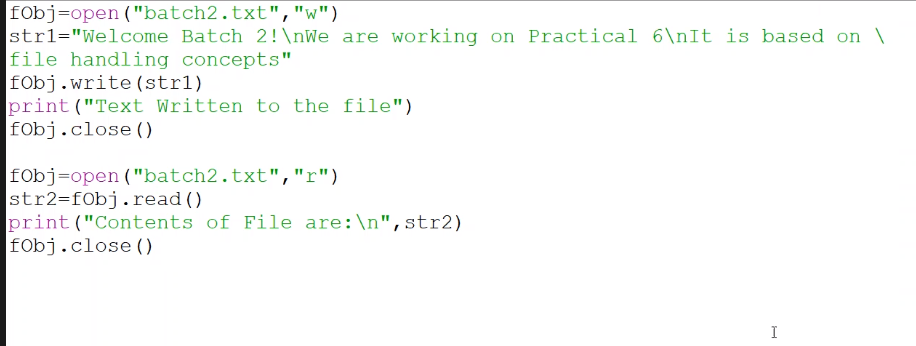 fObj=open("batch2.txt","w")
str1="Welcome Batch 2!\nWe are working on Practical 6\nIt is based on \
file handling concepts"
fObj.write(str1)
print("Text Written to the file")
fObj.close()
fObj=open("batch2.txt","r")
str2=fObj.read()
print("Contents of File are:\n",str2)
fObj.close()